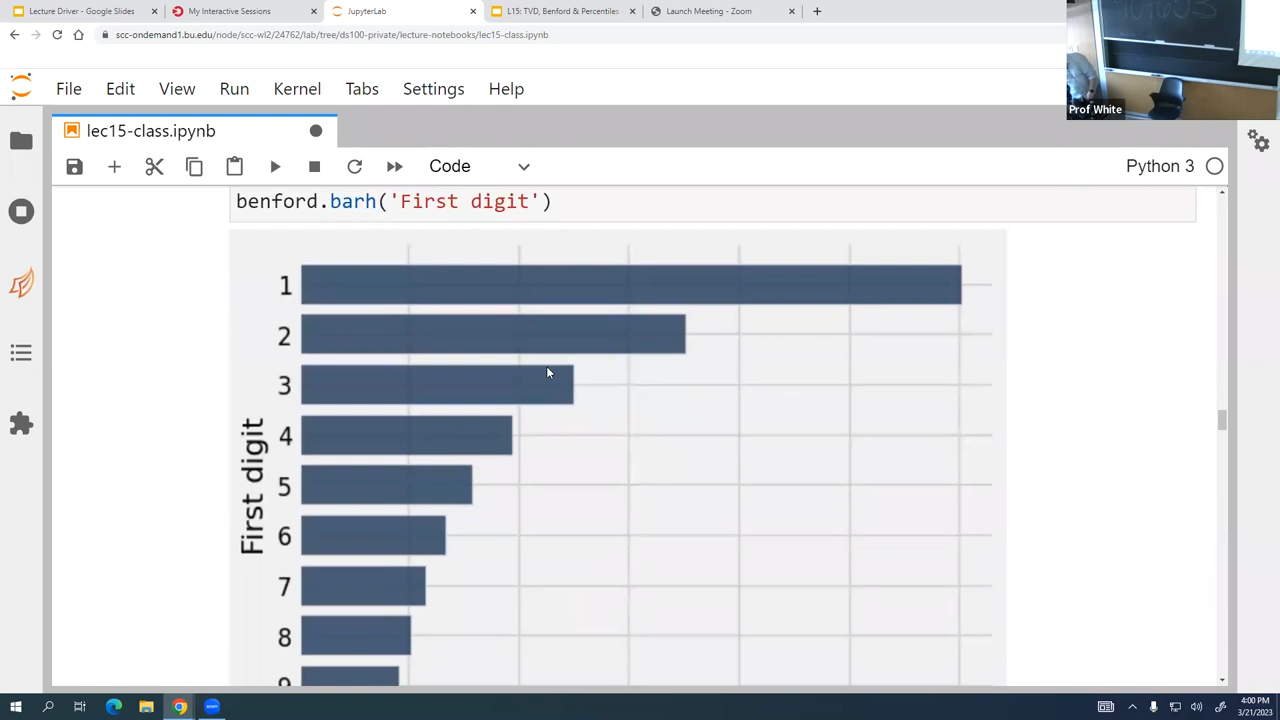 Lecture Driver - Google Slides
My Interactive Sessions
JupyterLab
L15: TVD, Benford & Percentiles
Launch Meeting - Zoom
scc-ondemand1.bu.edu/node/scc-wl2/24762/lab/tree/ds100-private/lecture-notebooks/lec15-class.ipynb
File Edit View Run Kernel Tabs Settings Help
Prof White
lec15-class.ipynb
Code
Python 3
benford.barh('First digit')
First digit
1
2
3
4
5
6
7
8
9
zoom
4:00 PM
3/21/2023